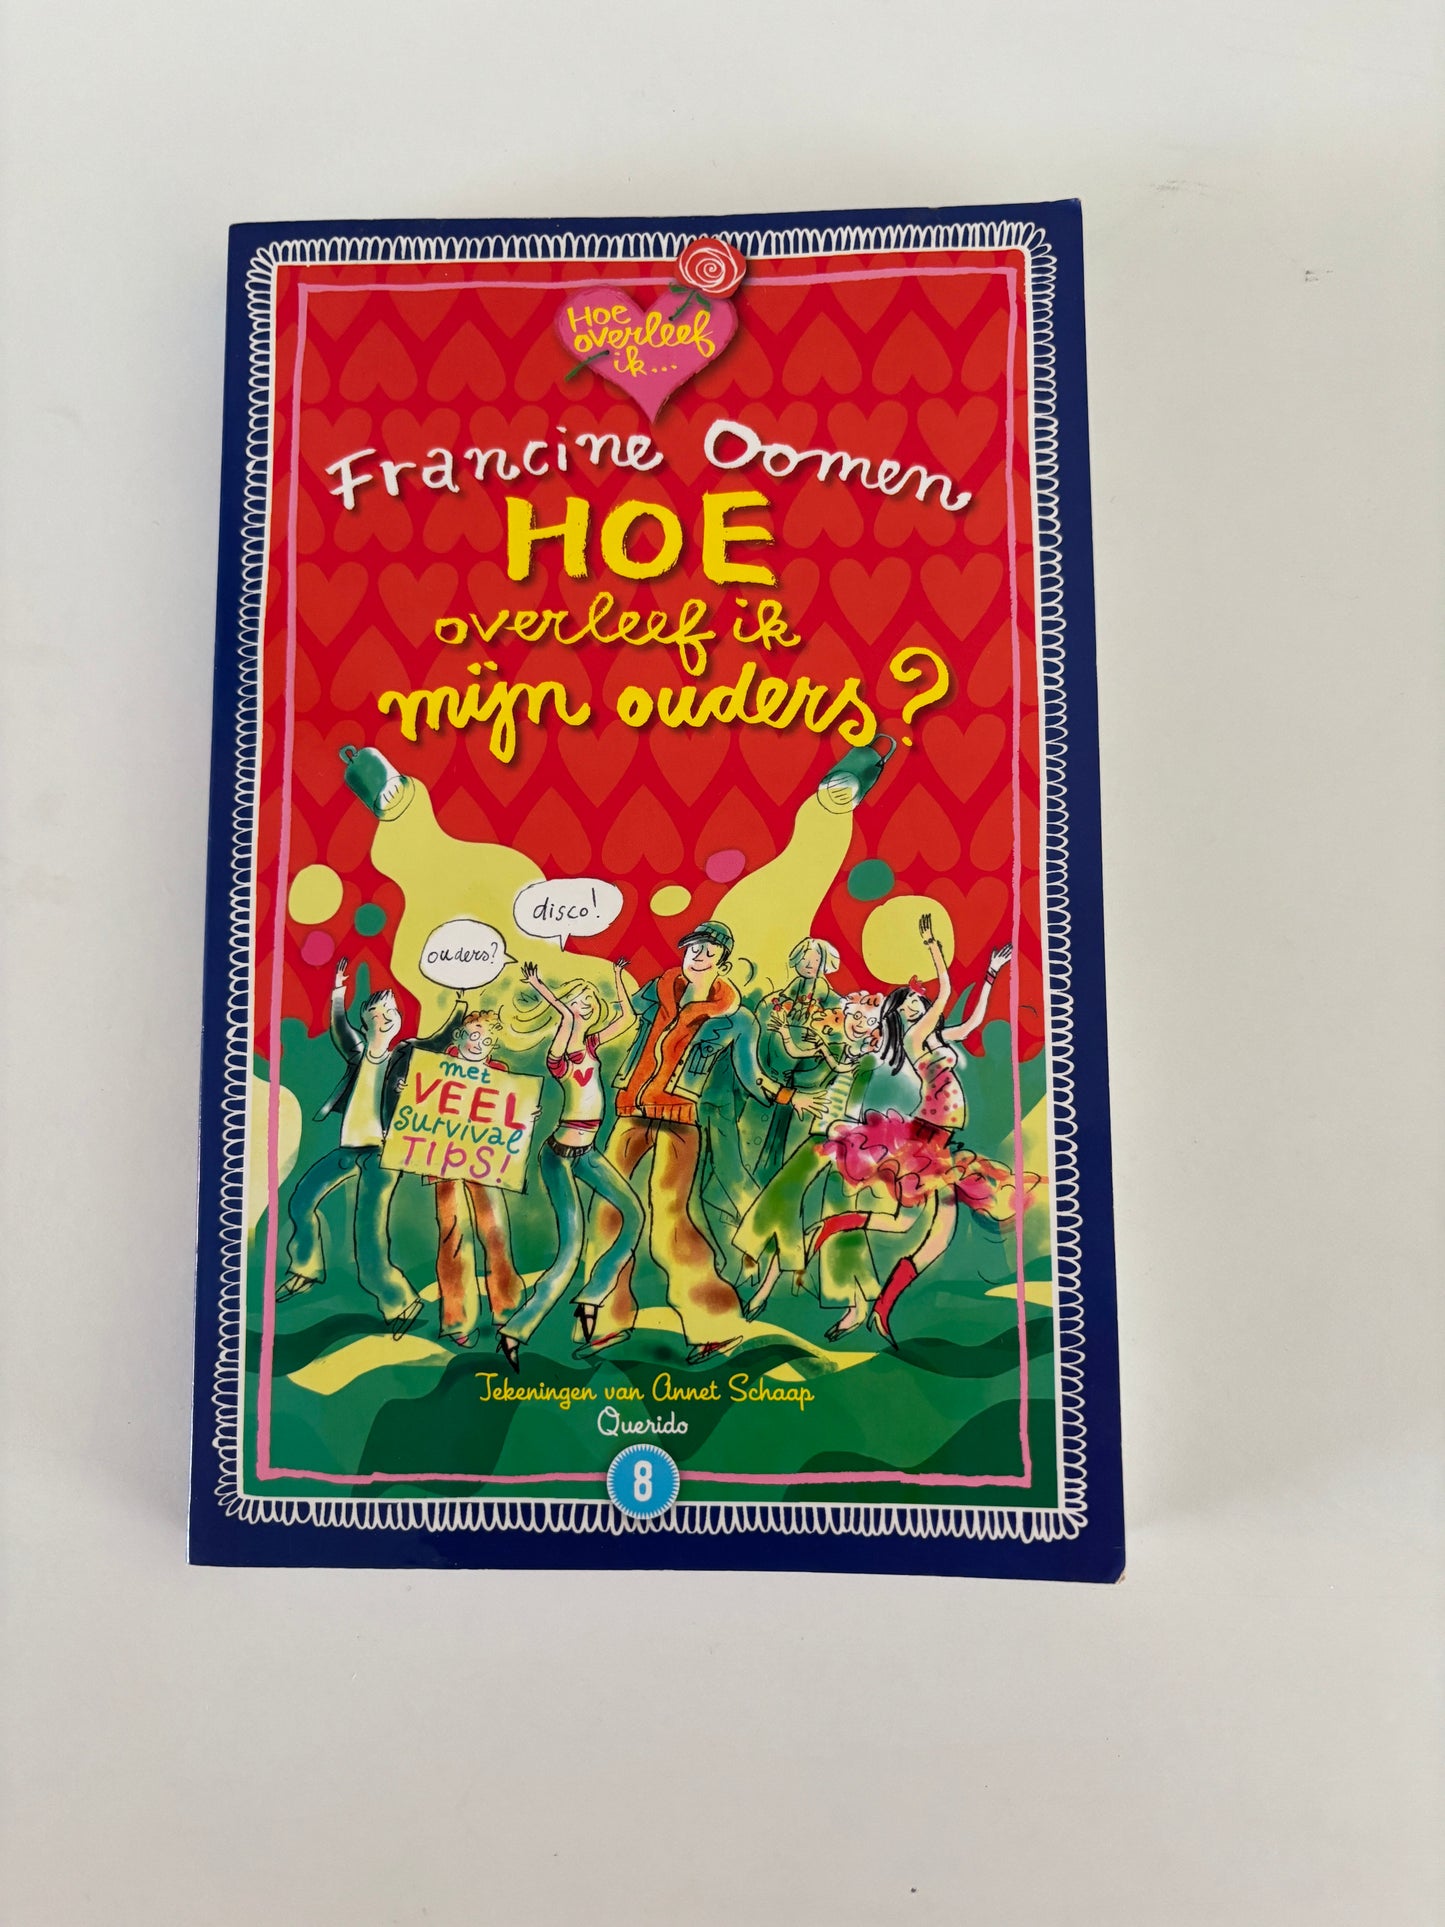 Hoe
overleef
ik...
Francine Oomen
HOE
overleef ik
mijn ouders?
disco!
ouders?
met
VEEL
survival
TIPS!
Tekeningen van Annet Schaap
Querido
8